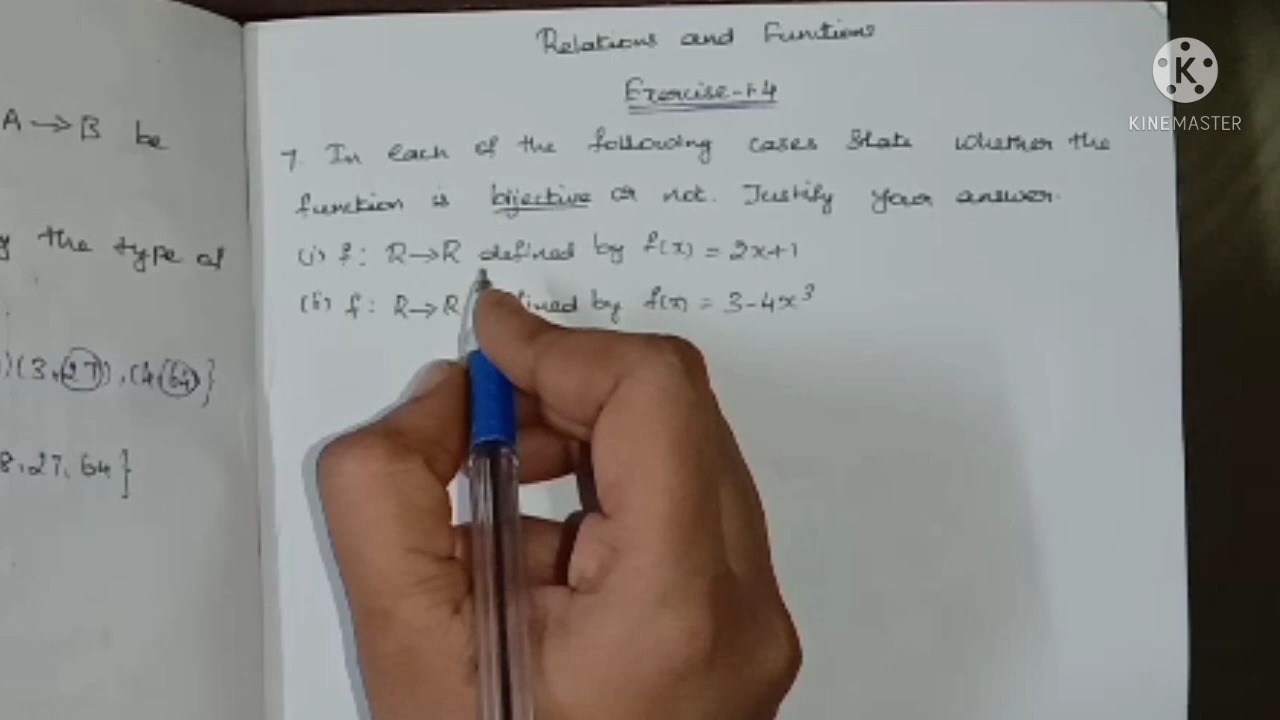 Relations and Functions
Exercise-1.4
A → B be
7. In each of the following cases state whether the
function is bijective or not. Justify your answer.
y the type of
(i) f: R→R defined by f(x) = 2x+1
(ii) f: R→R by f(x) = 3-4x³
)(3,27),(4,64)}
8,27,64}
K
KINEMASTER